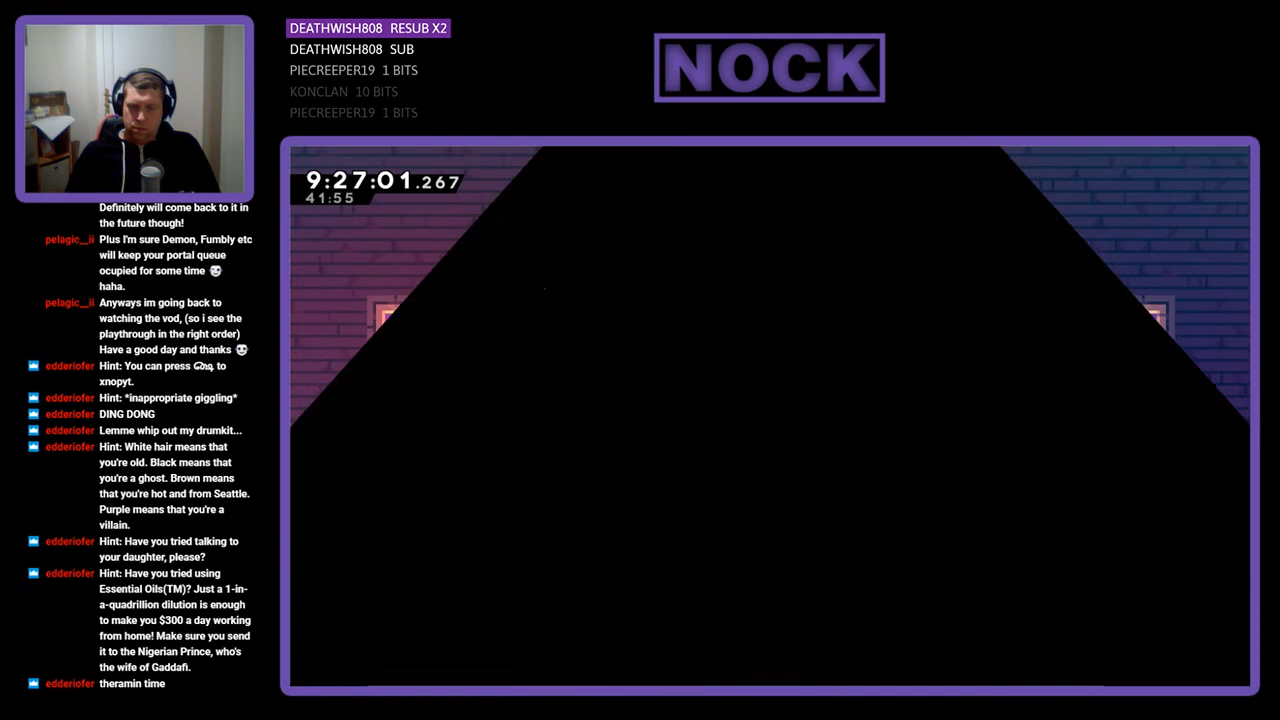 DEATHWISH808 RESUB X2
DEATHWISH808 SUB
PIECREEPER19 1 BITS
KONCLAN 10 BITS
PIECREEPER19 1 BITS
NOCK
9:27:01.267
41:55
Definitely will come back to it in
the future though!
pelagic__ii Plus I'm sure Demon, Fumbly etc
will keep your portal queue
ocupied for some time
haha.
pelagic__ii Anyways im going back to
watching the vod, (so i see the
playthrough in the right order)
Have a good day and thanks
edderiofer Hint: You can press to
xnopyt.
edderiofer Hint: *inappropriate giggling*
edderiofer DING DONG
edderiofer Lemme whip out my drumkit...
edderiofer Hint: White hair means that
you're old. Black means that
you're a ghost. Brown means
that you're hot and from Seattle.
Purple means that you're a
villain.
edderiofer Hint: Have you tried talking to
your daughter, please?
edderiofer Hint: Have you tried using
Essential Oils(TM)? Just a 1-in-
a-quadrillion dilution is enough
to make you $300 a day working
from home! Make sure you send
it to the Nigerian Prince, who's
the wife of Gaddafi.
edderiofer theramin time